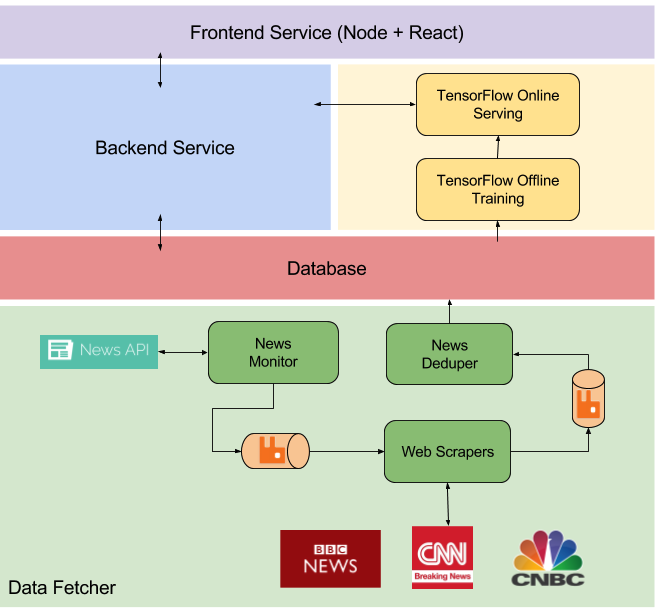 Frontend Service (Node + React)
TensorFlow Online
Serving
Backend Service
TensorFlow Offline
Training
Database
News API
News
Monitor
News
Deduper
Web Scrapers
BBC
NEWS
CNN
Breaking News
CNBC
Data Fetcher